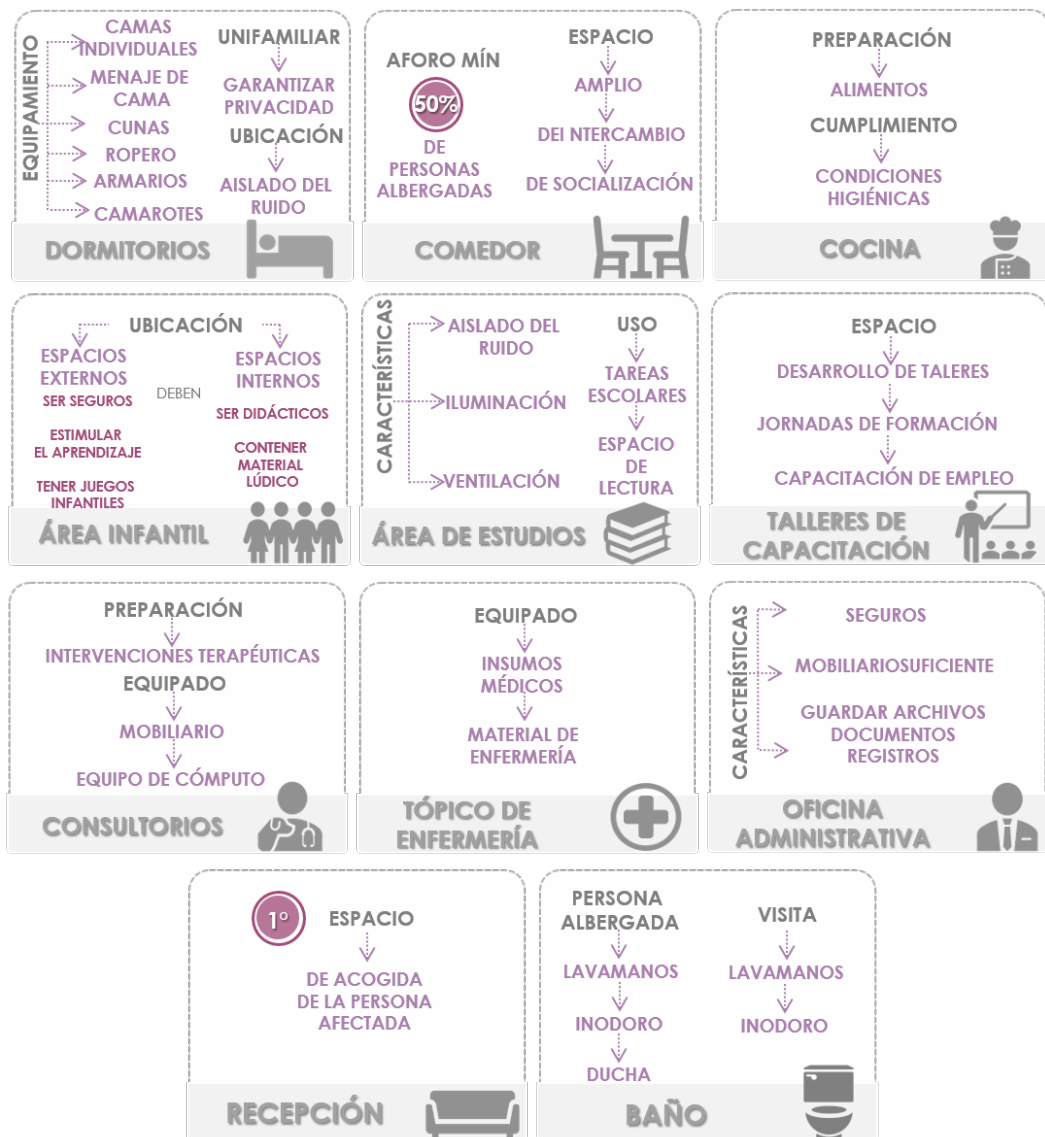 EQUIPAMIENTO
CAMAS
INDIVIDUALES
MENAJE DE
CAMA
CUNAS
ROPERO
ARMARIOS
CAMAROTES
UNIFAMILIAR
GARANTIZAR
PRIVACIDAD
UBICACIÓN
AISLADO DEL
RUIDO
DORMITORIOS
AFORO MÍN
50%
DE
PERSONAS
ALBERGADAS
ESPACIO
AMPLIO
DEI NTERCAMBIO
DE SOCIALIZACIÓN
COMEDOR
PREPARACIÓN
ALIMENTOS
CUMPLIMIENTO
CONDICIONES
HIGIÉNICAS
COCINA
UBICACIÓN
ESPACIOS
EXTERNOS
SER SEGUROS
ESTIMULAR
EL APRENDIZAJE
TENER JUEGOS
INFANTILES
DEBEN
ESPACIOS
INTERNOS
SER DIDÁCTICOS
CONTENER
MATERIAL
LÚDICO
ÁREA INFANTIL
CARACTERÍSTICAS
AISLADO DEL
RUIDO
ILUMINACIÓN
VENTILACIÓN
USO
TAREAS
ESCOLARES
ESPACIO
DE
LECTURA
ÁREA DE ESTUDIOS
ESPACIO
DESARROLLO DE TALERES
JORNADAS DE FORMACIÓN
CAPACITACIÓN DE EMPLEO
TALLERES DE
CAPACITACIÓN
PREPARACIÓN
INTERVENCIONES TERAPÉUTICAS
EQUIPADO
MOBILIARIO
EQUIPO DE CÓMPUTO
CONSULTORIOS
EQUIPADO
INSUMOS
MÉDICOS
MATERIAL DE
ENFERMERÍA
TÓPICO DE
ENFERMERÍA
CARACTERÍSTICAS
SEGUROS
MOBILIARIOSUFICIENTE
GUARDAR ARCHIVOS
DOCUMENTOS
REGISTROS
OFICINA
ADMINISTRATIVA
1°
ESPACIO
DE ACOGIDA
DE LA PERSONA
AFECTADA
RECEPCIÓN
PERSONA
ALBERGADA
LAVAMANOS
INODORO
DUCHA
VISITA
LAVAMANOS
INODORO
BAÑO